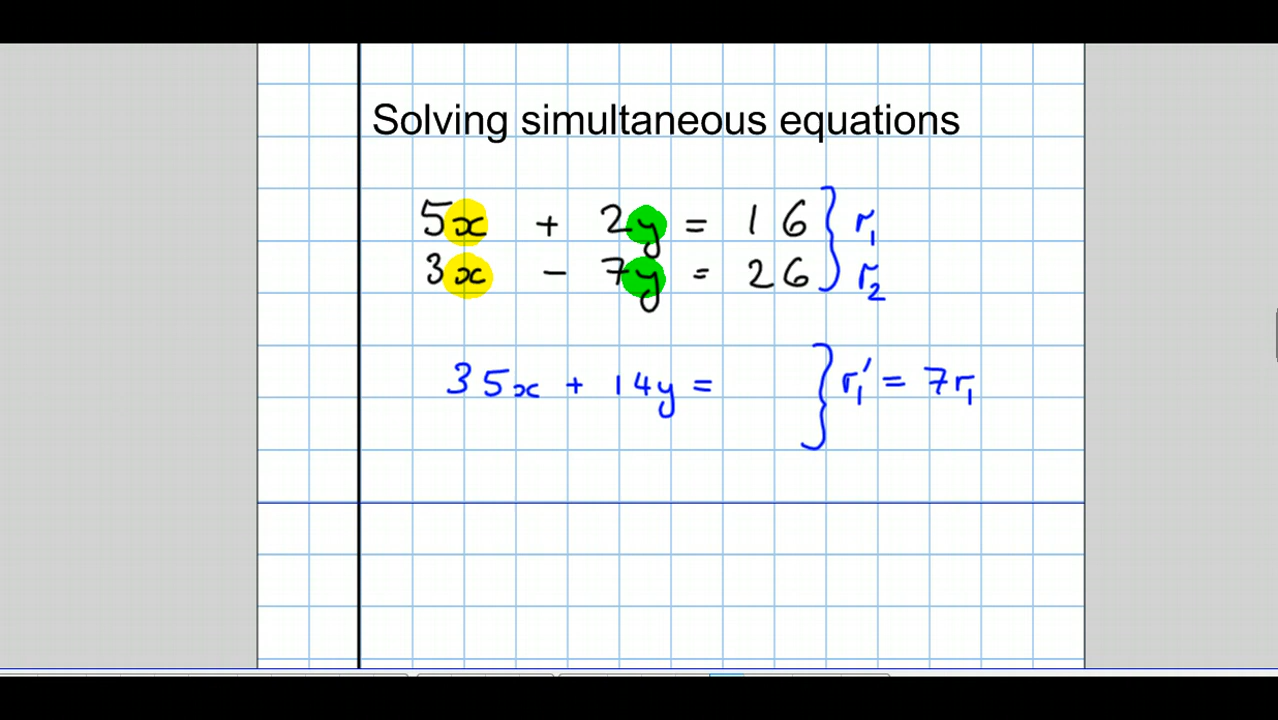 Solving simultaneous equations
5x + 2y = 16 } r₁
3x - 7y = 26 } r₂
35x + 14y = } r₁' = 7r₁